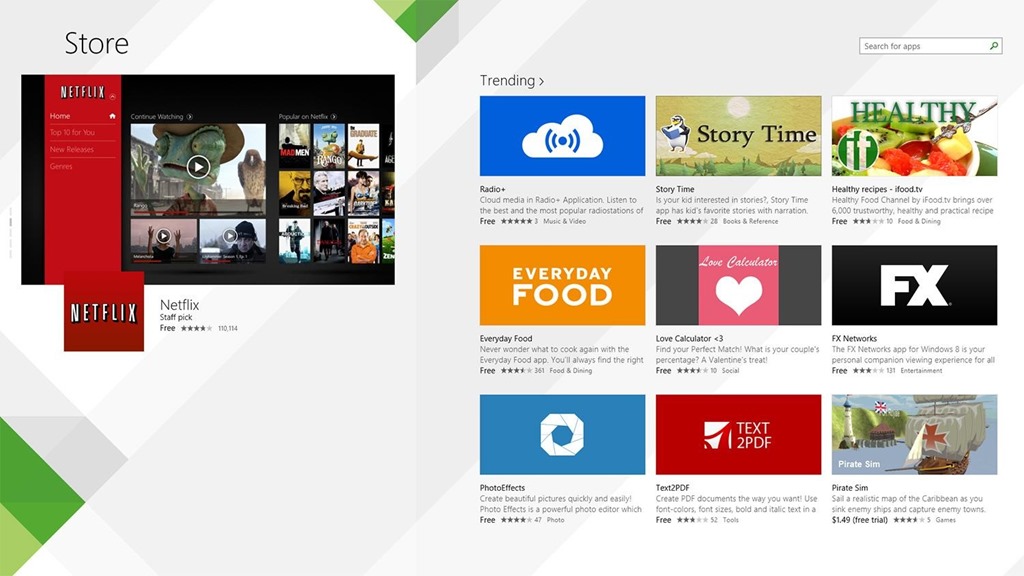 Store
Search for apps
NETFLIX
Home
Top 10 for You
New Releases
Genres
Continue Watching
Popular on Netflix
Rango
Melancholia
MAD MEN
RANGO
THE GRADUATE
Breaking Bad
NETFLIX
Netflix
Staff pick
Free 110,114
Trending
Radio+
Cloud media in Radio+ Application. Listen to
the best and the most popular radiostations of
Free 3 Music & Video
Story Time
Story Time
Is your kid interested in stories?, Story Time
app has kid's favorite stories with narration.
Free 28 Books & Reference
HEALTHY
if
Healthy recipes - ifood.tv
Healthy Food Channel by iFood.tv brings over
6,000 trustworthy, healthy and practical recipe
Free 10 Food & Dining
EVERYDAY
FOOD
Everyday Food
Never wonder what to cook again with the
Everyday Food app. You'll always find the right
Free 361 Food & Dining
Love Calculator
Love Calculator <3
Find your Perfect Match! What is your couple's
percentage? A Valentine's treat!
Free 10 Social
FX
FX Networks
The FX Networks app for Windows 8 is your
personal companion viewing experience for all
Free 131 Entertainment
PhotoEffects
Create beautiful pictures quickly and easily!
Photo Effects is a powerful photo editor which
Free 47 Photo
TEXT
2PDF
Text2PDF
Create PDF documents the way you want! Use
font-colors, font sizes, bold and italic text in a
Free 52 Tools
Pirate Sim
Pirate Sim
Sail a realistic map of the Caribbean as you
sink enemy ships and capture enemy towns.
$1.49 (free trial) 5 Games